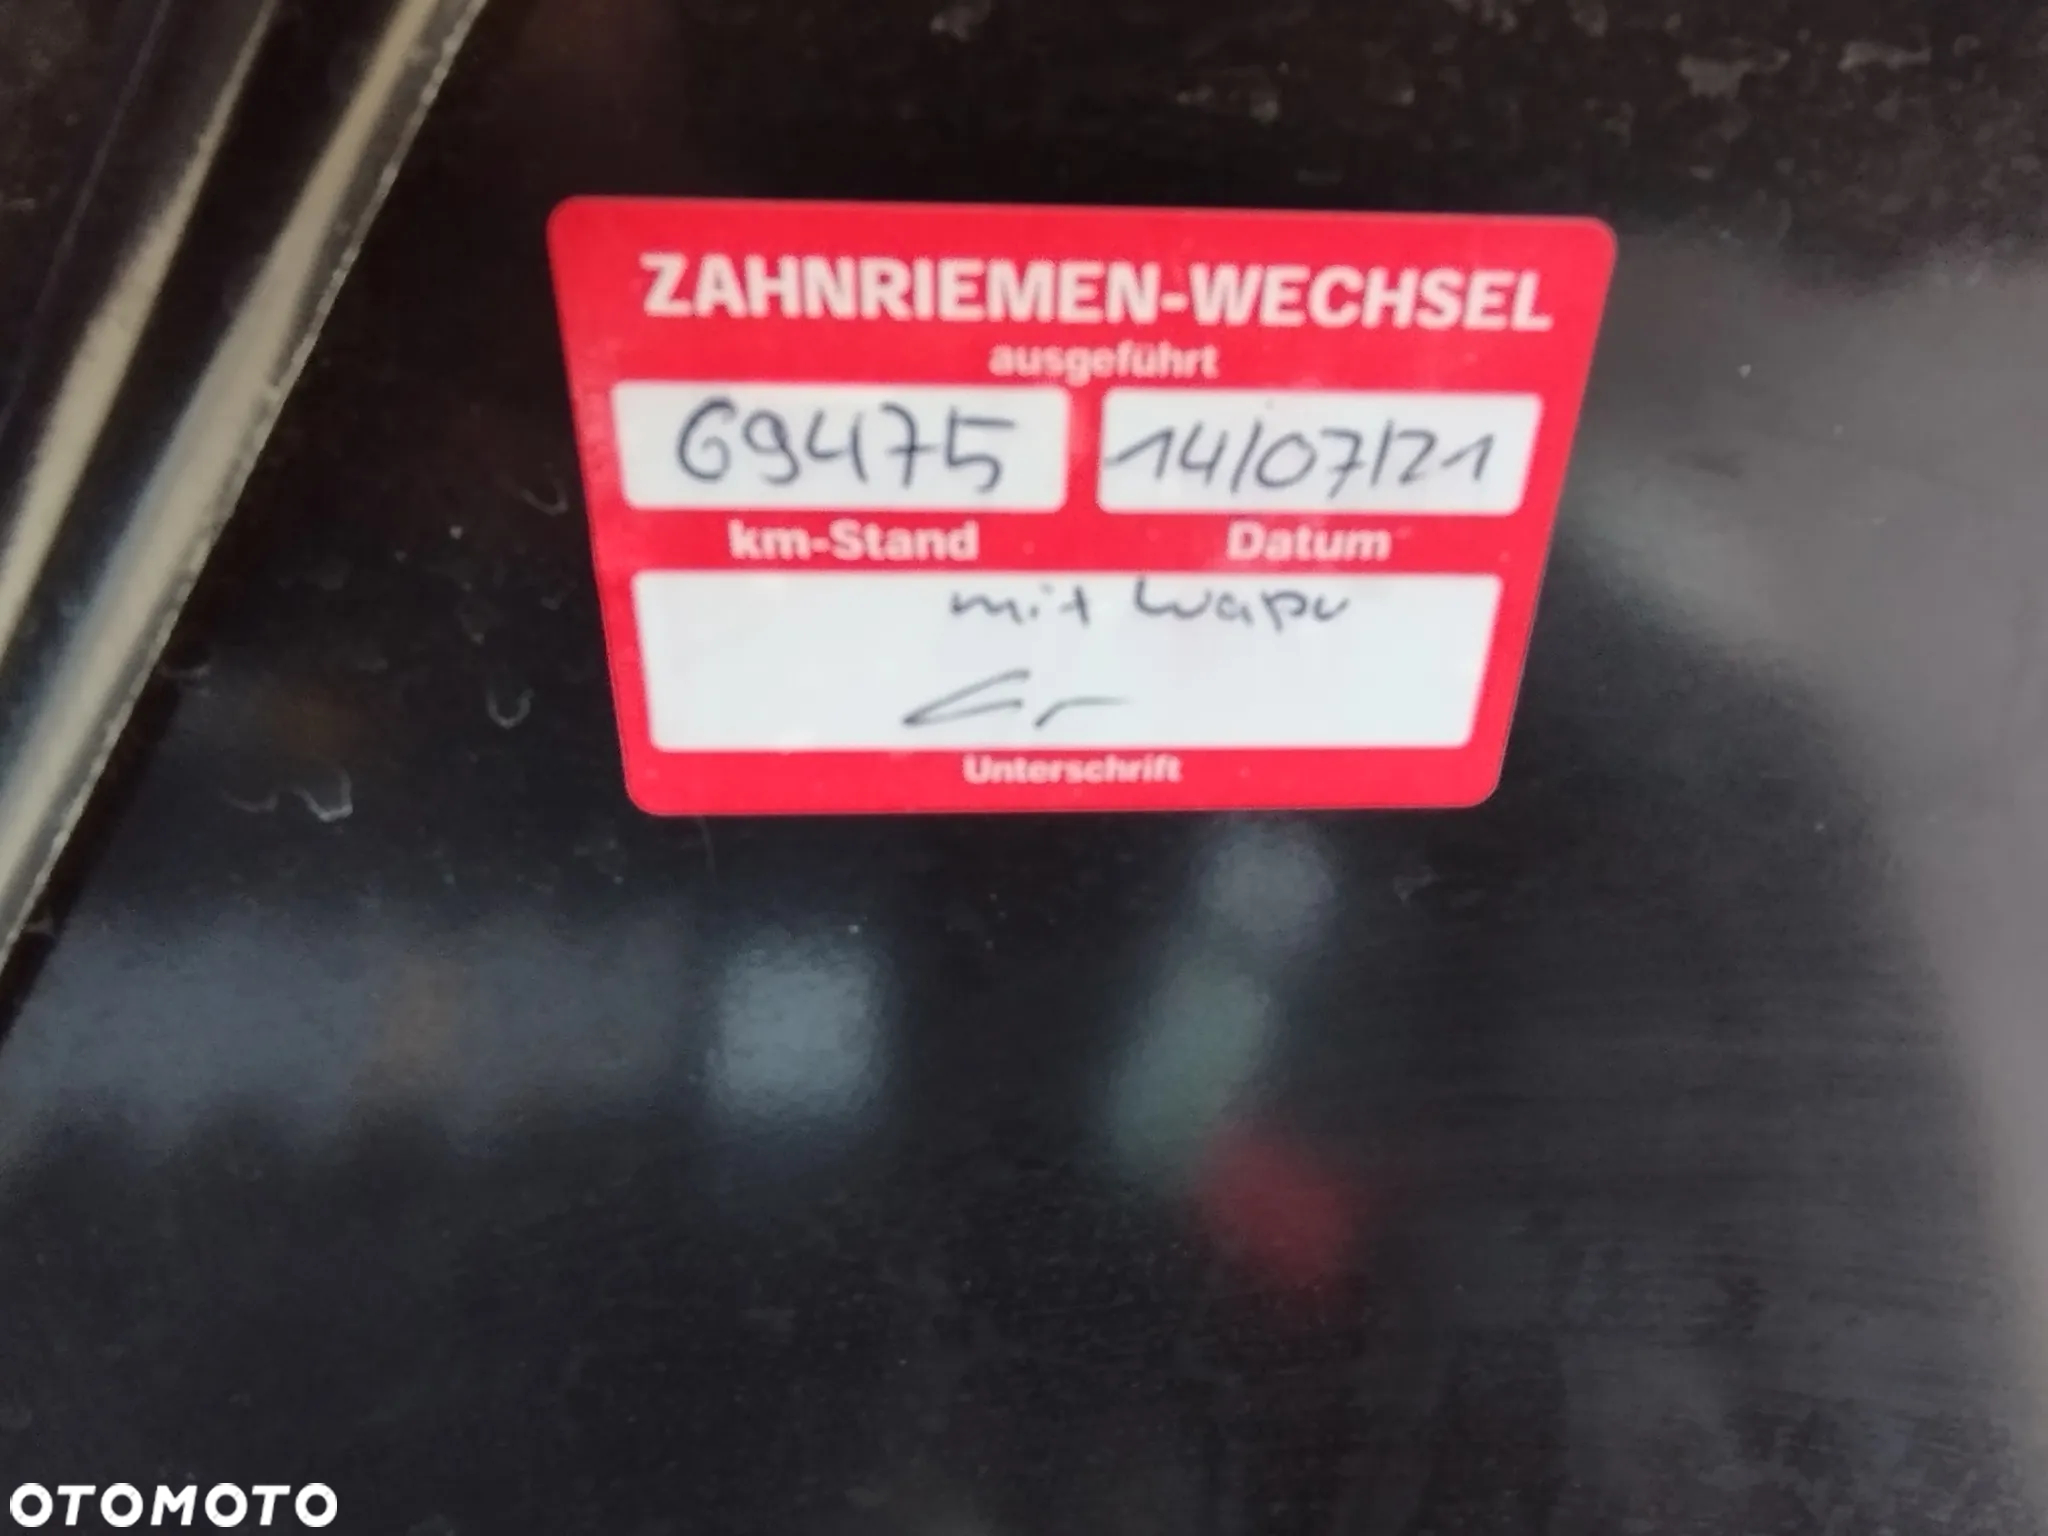 ZAHNRIEMEN-WECHSEL
ausgeführt
69475 14/07/21
km-Stand Datum
mit Wapu
Unterschrift
OTOMOTO